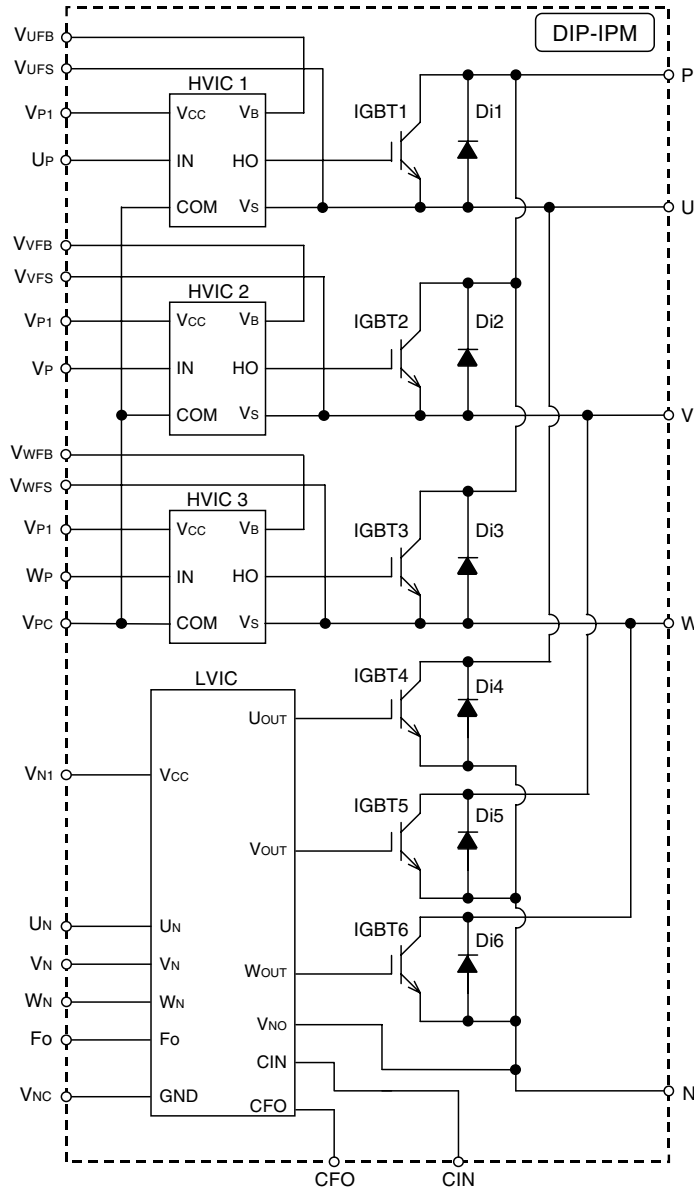 DIP-IPM
VUFB
VUFS
VP1
UP
HVIC 1
VCC
VB
IN
HO
COM
VS
IGBT1
Di1
P
U
VVFB
VVFS
VP1
VP
HVIC 2
VCC
VB
IN
HO
COM
VS
IGBT2
Di2
V
VWFB
VWFS
VP1
WP
VPC
HVIC 3
VCC
VB
IN
HO
COM
VS
IGBT3
Di3
W
LVIC
UOUT
IGBT4
Di4
VN1
VCC
VOUT
IGBT5
Di5
UN
UN
VN
VN
WN
WN
Fo
Fo
VNC
GND
WOUT
IGBT6
Di6
VNO
CIN
CFO
N
CFO
CIN